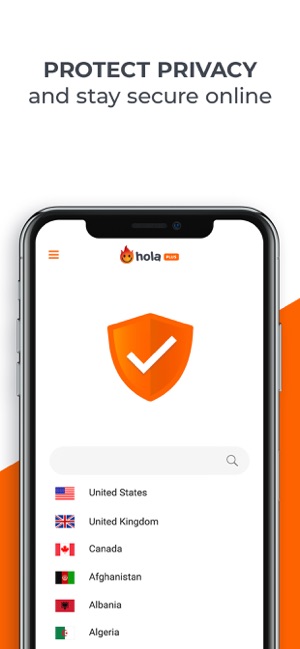 PROTECT PRIVACY
and stay secure online
hola PLUS
United States
United Kingdom
Canada
Afghanistan
Albania
Algeria